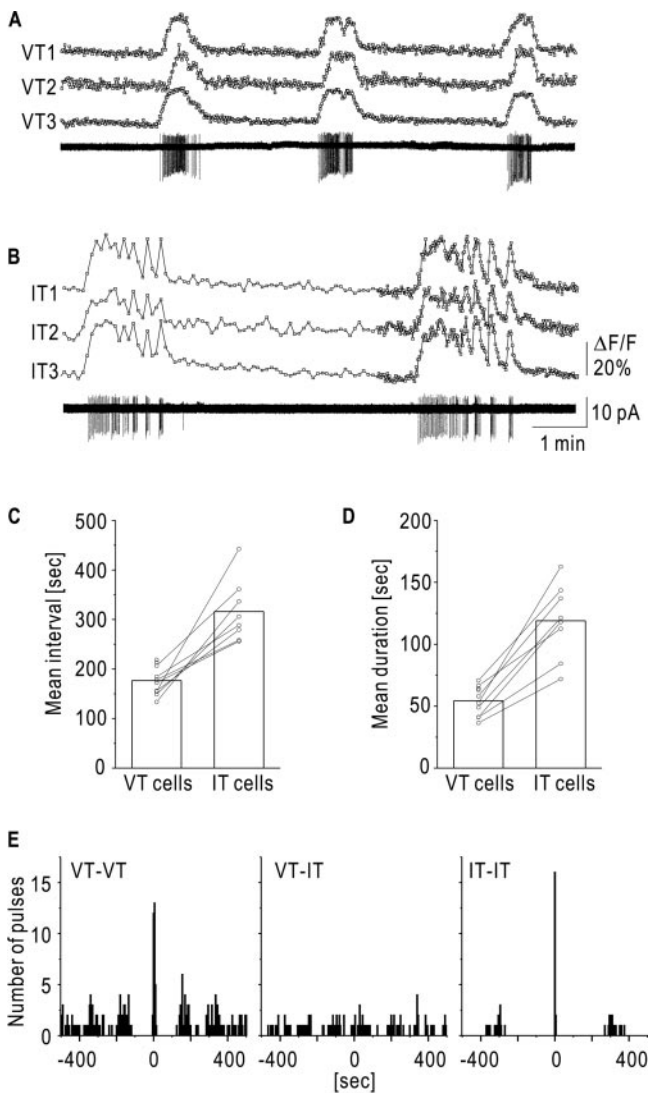 A
VT1
VT2
VT3
B
IT1
IT2
IT3
ΔF/F
20%
10 pA
1 min
C
Mean interval [sec]
500
400
300
200
100
0
VT cells IT cells
D
Mean duration [sec]
200
150
100
50
0
VT cells IT cells
E
Number of pulses
15
10
5
0
VT-VT
VT-IT
IT-IT
-400 0 400
-400 0 400
-400 0 400
[sec]